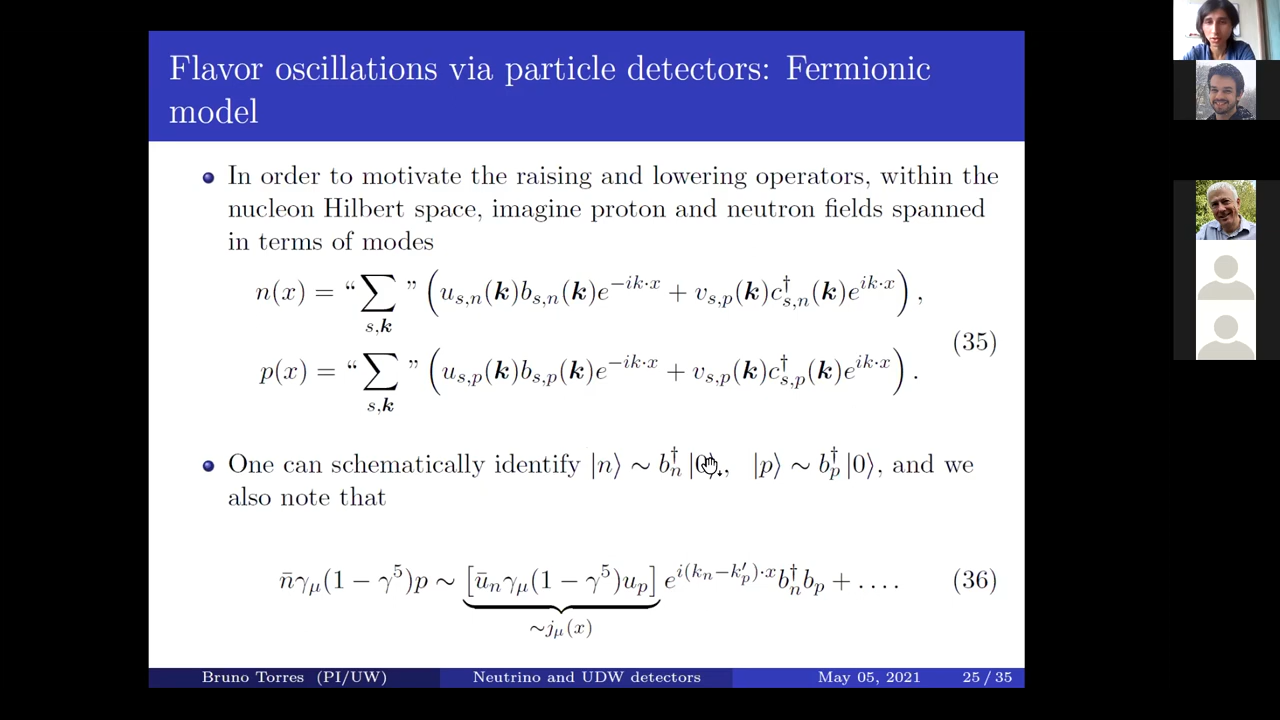 Flavor oscillations via particle detectors: Fermionic
model
In order to motivate the raising and lowering operators, within the
nucleon Hilbert space, imagine proton and neutron fields spanned
in terms of modes
n(x) = “∑_{s,𝒌}” (u_{s,n}(𝒌)b_{s,n}(𝒌)e^{−ik·x} + v_{s,p}(𝒌)c†_{s,n}(𝒌)e^{ik·x}),
(35)
p(x) = “∑_{s,𝒌}” (u_{s,p}(𝒌)b_{s,p}(𝒌)e^{−ik·x} + v_{s,p}(𝒌)c†_{s,p}(𝒌)e^{ik·x}).
One can schematically identify |n⟩ ∼ b†_n |0⟩, |p⟩ ∼ b†_p |0⟩, and we
also note that
n̄γ_μ(1 − γ^5)p ∼ [ū_nγ_μ(1 − γ^5)u_p] e^{i(k_n−k′_p)·x}b†_n b_p + .... (36)
∼j_μ(x)
Bruno Torres (PI/UW) Neutrino and UDW detectors May 05, 2021 25 / 35